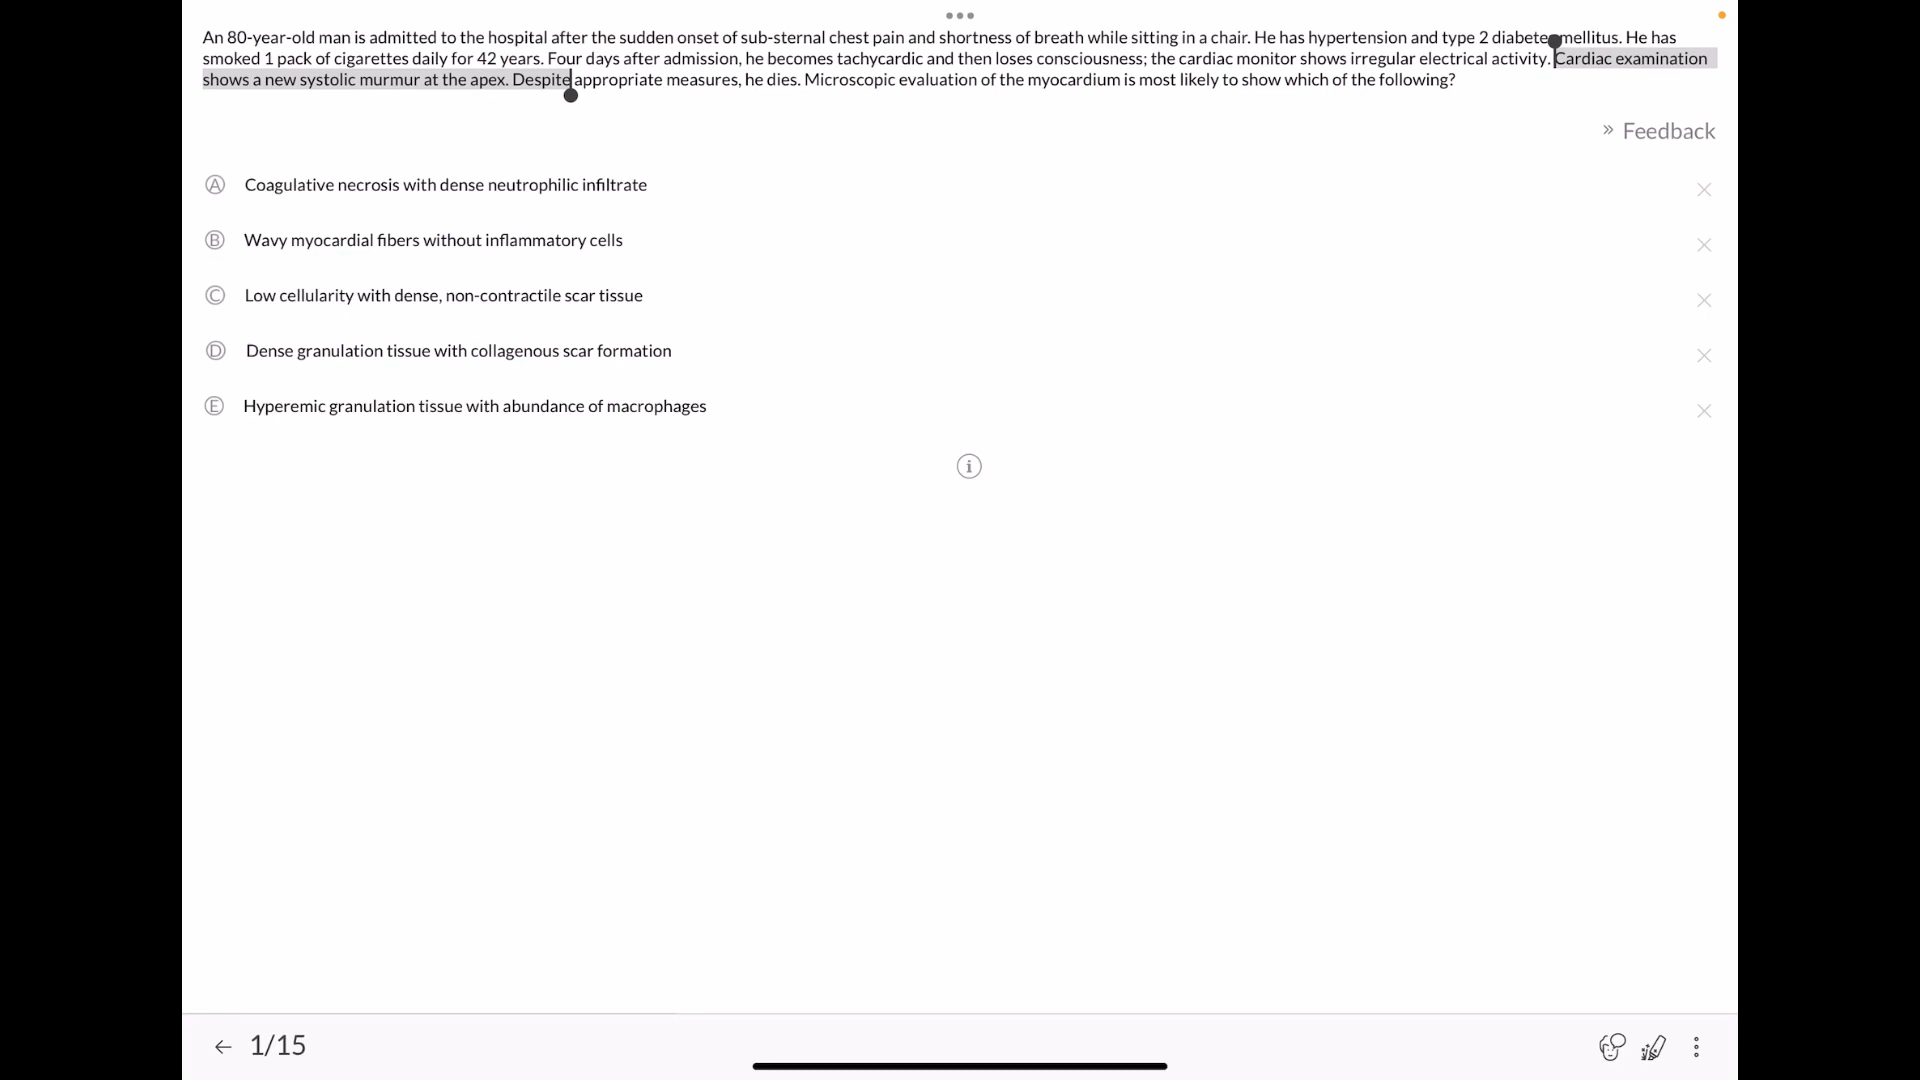 An 80-year-old man is admitted to the hospital after the sudden onset of sub-sternal chest pain and shortness of breath while sitting in a chair. He has hypertension and type 2 diabetes mellitus. He has
smoked 1 pack of cigarettes daily for 42 years. Four days after admission, he becomes tachycardic and then loses consciousness; the cardiac monitor shows irregular electrical activity. Cardiac examination
shows a new systolic murmur at the apex. Despite appropriate measures, he dies. Microscopic evaluation of the myocardium is most likely to show which of the following?
» Feedback
A Coagulative necrosis with dense neutrophilic infiltrate
B Wavy myocardial fibers without inflammatory cells
C Low cellularity with dense, non-contractile scar tissue
D Dense granulation tissue with collagenous scar formation
E Hyperemic granulation tissue with abundance of macrophages
i
← 1/15